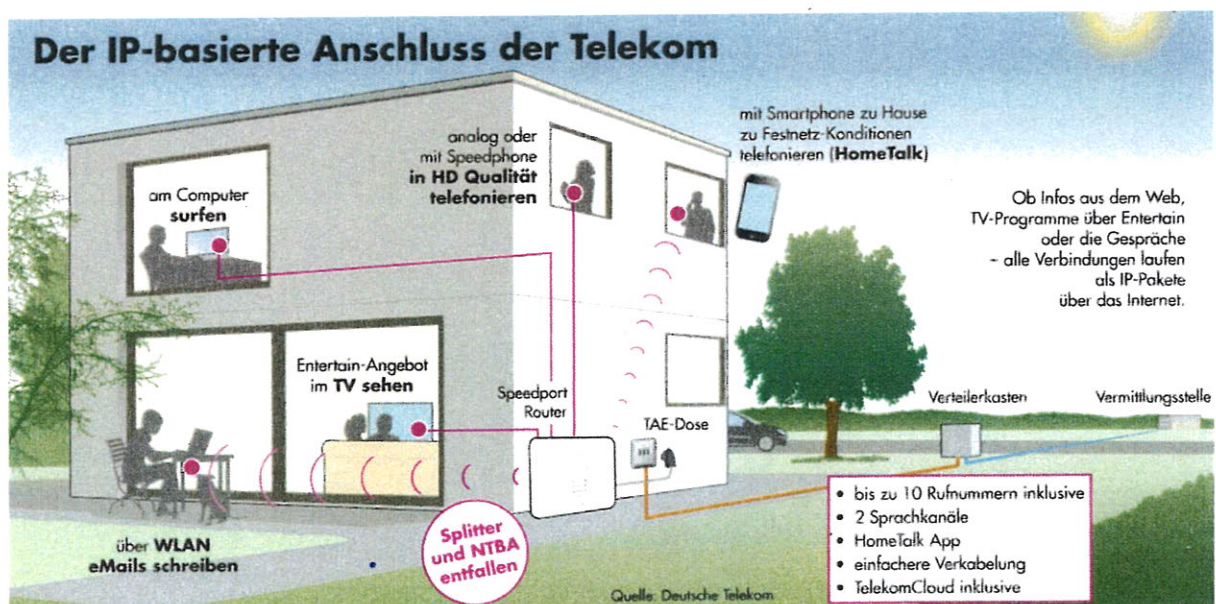 Der IP-basierte Anschluss der Telekom
analog oder
mit Speedphone
in HD Qualität
telefonieren
mit Smartphone zu Hause
zu Festnetz-Konditionen
telefonieren (HomeTalk)
am Computer
surfen
Ob Infos aus dem Web,
TV-Programme über Entertain
oder die Gespräche
– alle Verbindungen laufen
als IP-Pakete
über das Internet.
Entertain-Angebot
im TV sehen
Speedport
Router
TAE-Dose
Verteilerkasten
Vermittlungsstelle
über WLAN
eMails schreiben
Splitter
und NTBA
entfallen
• bis zu 10 Rufnummern inklusive
• 2 Sprachkanäle
• HomeTalk App
• einfachere Verkabelung
• TelekomCloud inklusive
Quelle: Deutsche Telekom